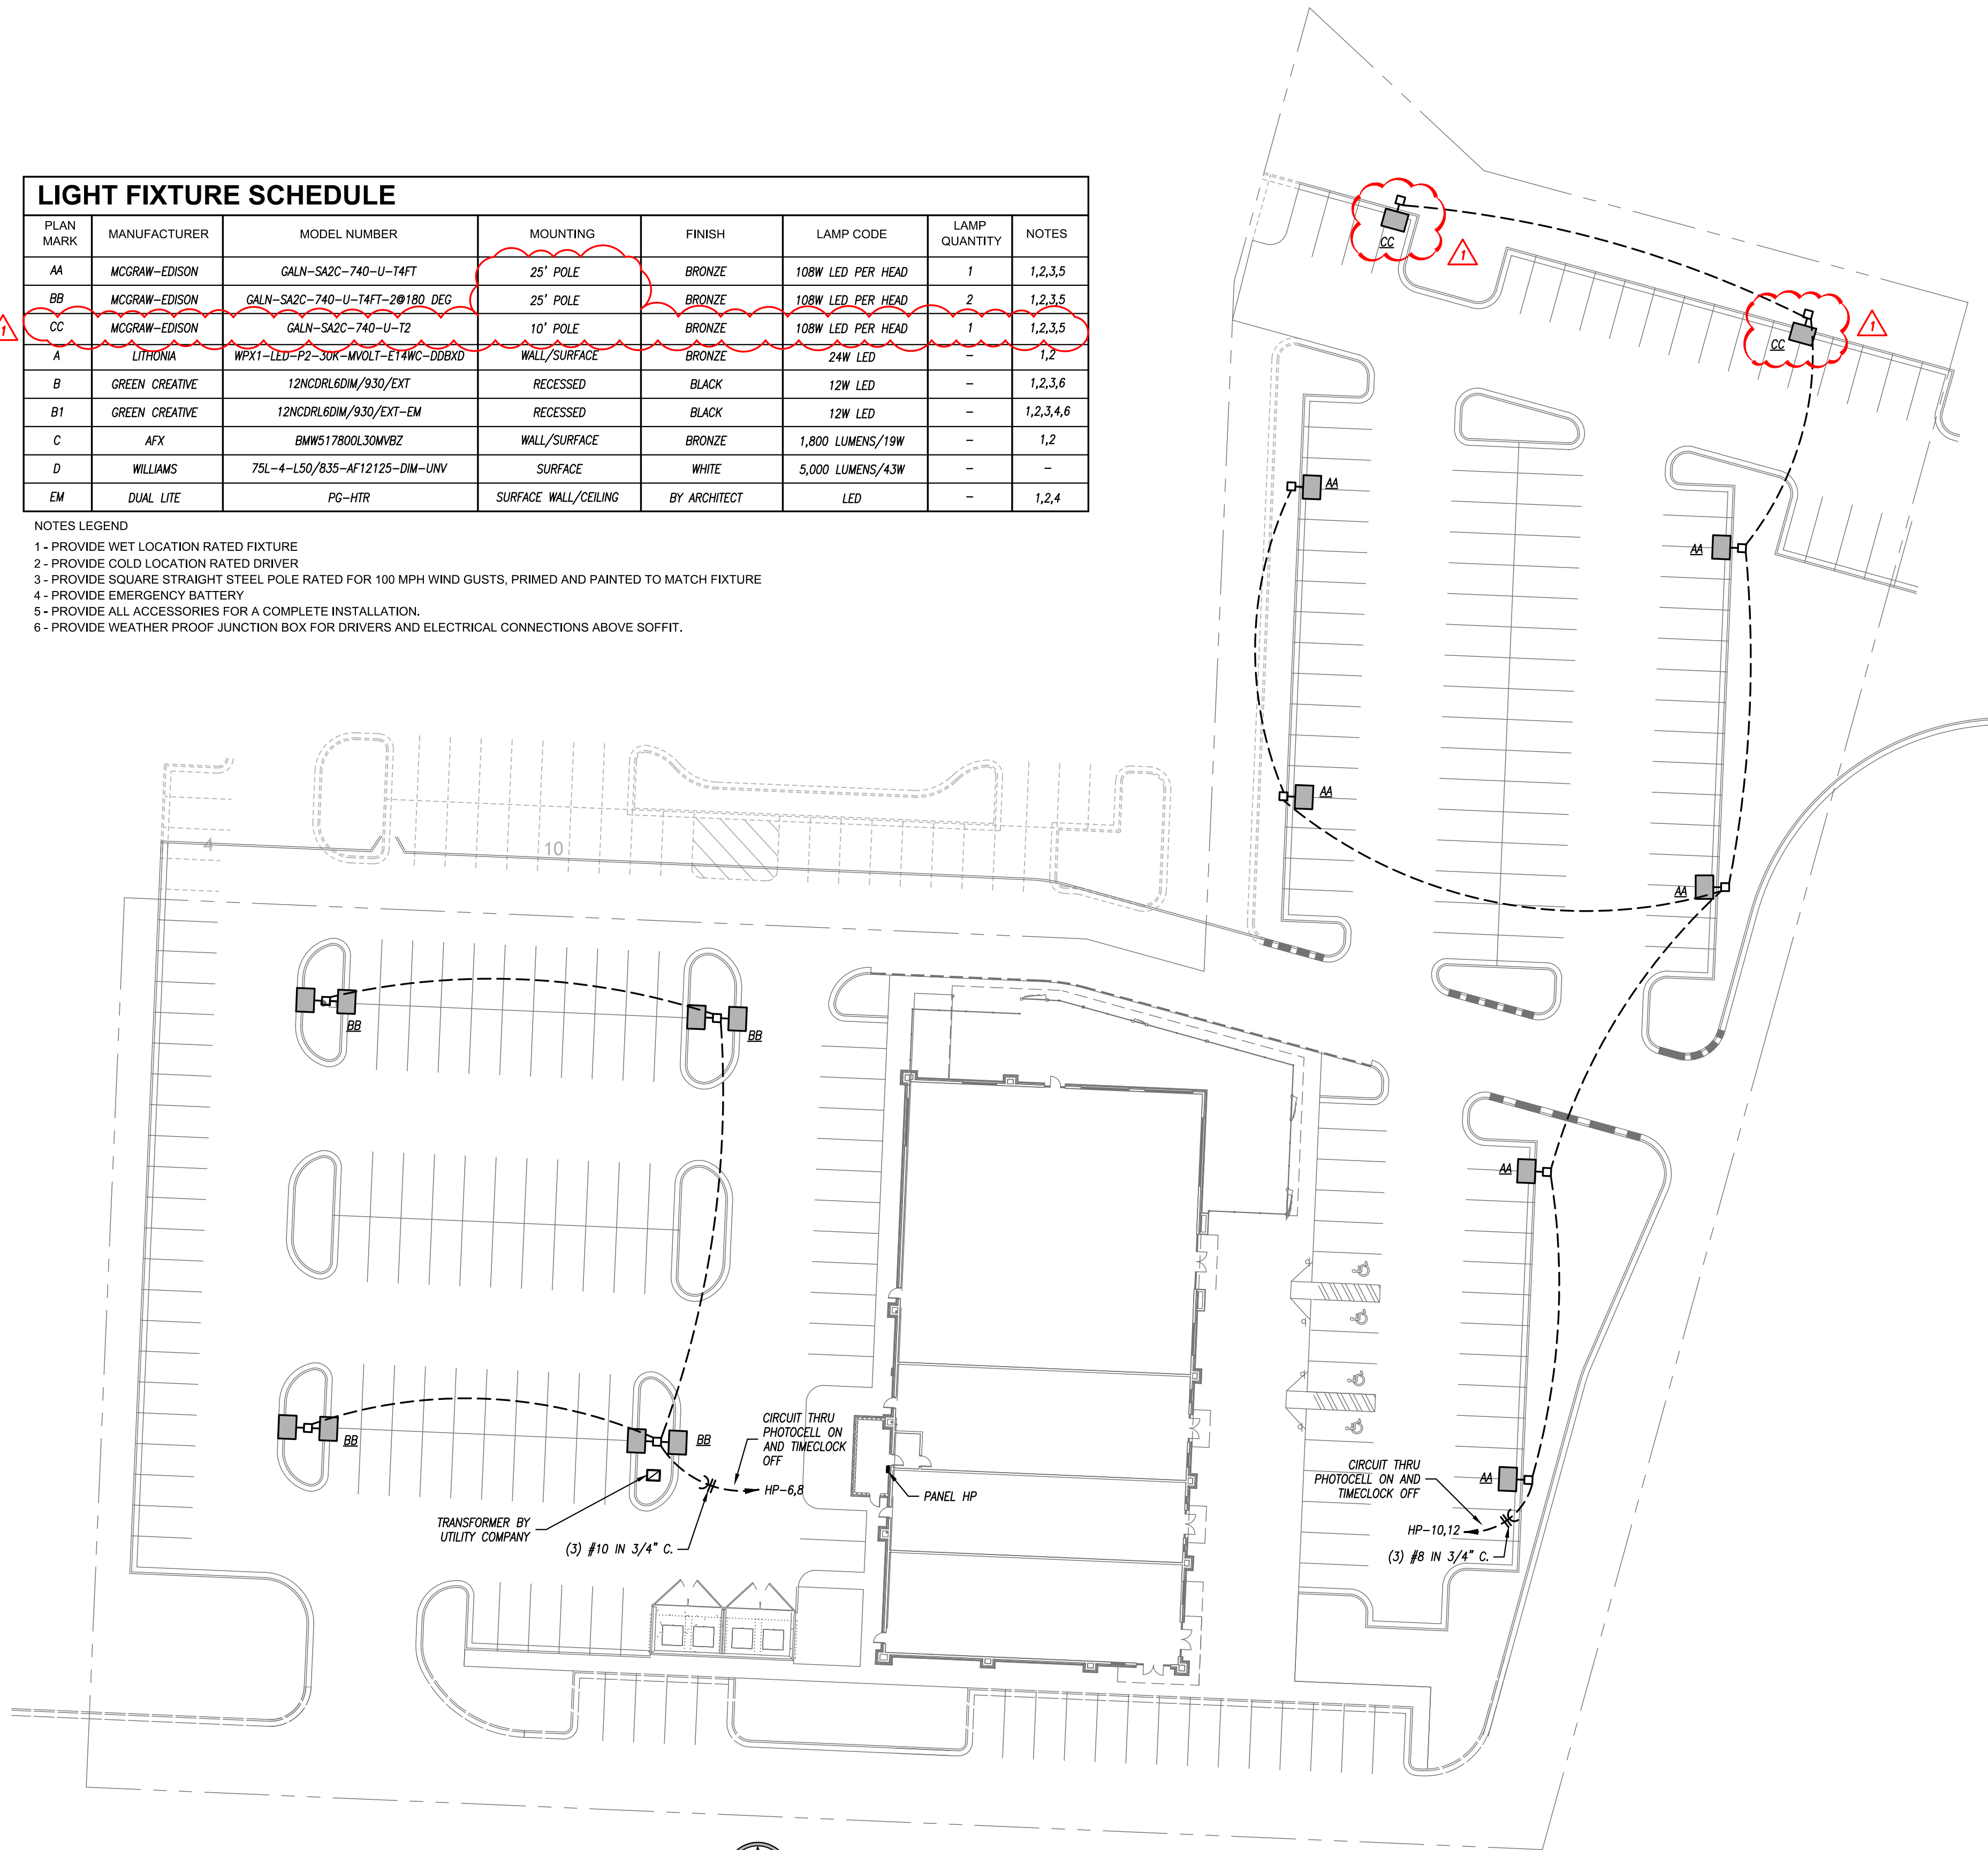 LIGHT FIXTURE SCHEDULE
PLAN MARK MANUFACTURER MODEL NUMBER MOUNTING FINISH LAMP CODE LAMP QUANTITY NOTES
AA MCGRAW-EDISON GALN-SA2C-740-U-T4FT 25' POLE BRONZE 108W LED PER HEAD 1 1,2,3,5
BB MCGRAW-EDISON GALN-SA2C-740-U-T4FT-2@180 DEG 25' POLE BRONZE 108W LED PER HEAD 2 1,2,3,5
1 CC MCGRAW-EDISON GALN-SA2C-740-U-T2 10' POLE BRONZE 108W LED PER HEAD 1 1,2,3,5
A LITHONIA WPX1-LED-P2-30K-MVOLT-E14WC-DDBXD WALL/SURFACE BRONZE 24W LED - 1,2
B GREEN CREATIVE 12NCDRL6DIM/930/EXT RECESSED BLACK 12W LED - 1,2,3,6
B1 GREEN CREATIVE 12NCDRL6DIM/930/EXT-EM RECESSED BLACK 12W LED - 1,2,3,4,6
C AFX BMW517800L30MVBZ WALL/SURFACE BRONZE 1,800 LUMENS/19W - 1,2
D WILLIAMS 75L-4-L50/835-AF12125-DIM-UNV SURFACE WHITE 5,000 LUMENS/43W - -
EM DUAL LITE PG-HTR SURFACE WALL/CEILING BY ARCHITECT LED - 1,2,4
NOTES LEGEND
1 - PROVIDE WET LOCATION RATED FIXTURE
2 - PROVIDE COLD LOCATION RATED DRIVER
3 - PROVIDE SQUARE STRAIGHT STEEL POLE RATED FOR 100 MPH WIND GUSTS, PRIMED AND PAINTED TO MATCH FIXTURE
4 - PROVIDE EMERGENCY BATTERY
5 - PROVIDE ALL ACCESSORIES FOR A COMPLETE INSTALLATION.
6 - PROVIDE WEATHER PROOF JUNCTION BOX FOR DRIVERS AND ELECTRICAL CONNECTIONS ABOVE SOFFIT.
CC
1
CC
1
AA
AA
AA
AA
4
10
BB
BB
AA
BB
BB
CIRCUIT THRU
PHOTOCELL ON
AND TIMECLOCK
OFF
HP-6,8
TRANSFORMER BY
UTILITY COMPANY
(3) #10 IN 3/4" C.
PANEL HP
CIRCUIT THRU
PHOTOCELL ON AND
TIMECLOCK OFF
AA
HP-10,12
(3) #8 IN 3/4" C.